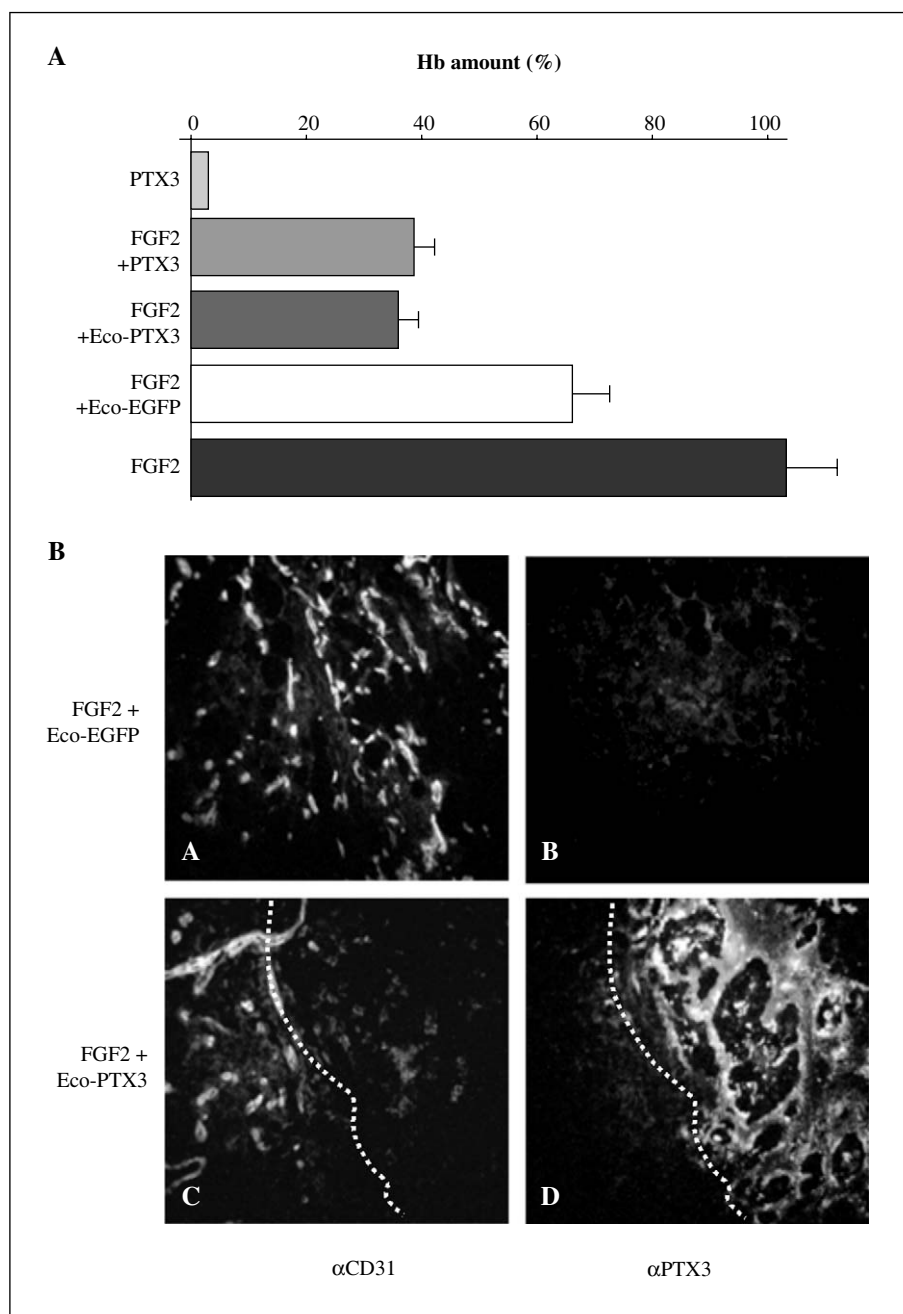 A
Hb amount (%)
0 20 40 60 80 100
PTX3
FGF2
+PTX3
FGF2
+Eco-PTX3
FGF2
+Eco-EGFP
FGF2
B
FGF2 +
Eco-EGFP
A
B
FGF2 +
Eco-PTX3
C
D
αCD31
αPTX3